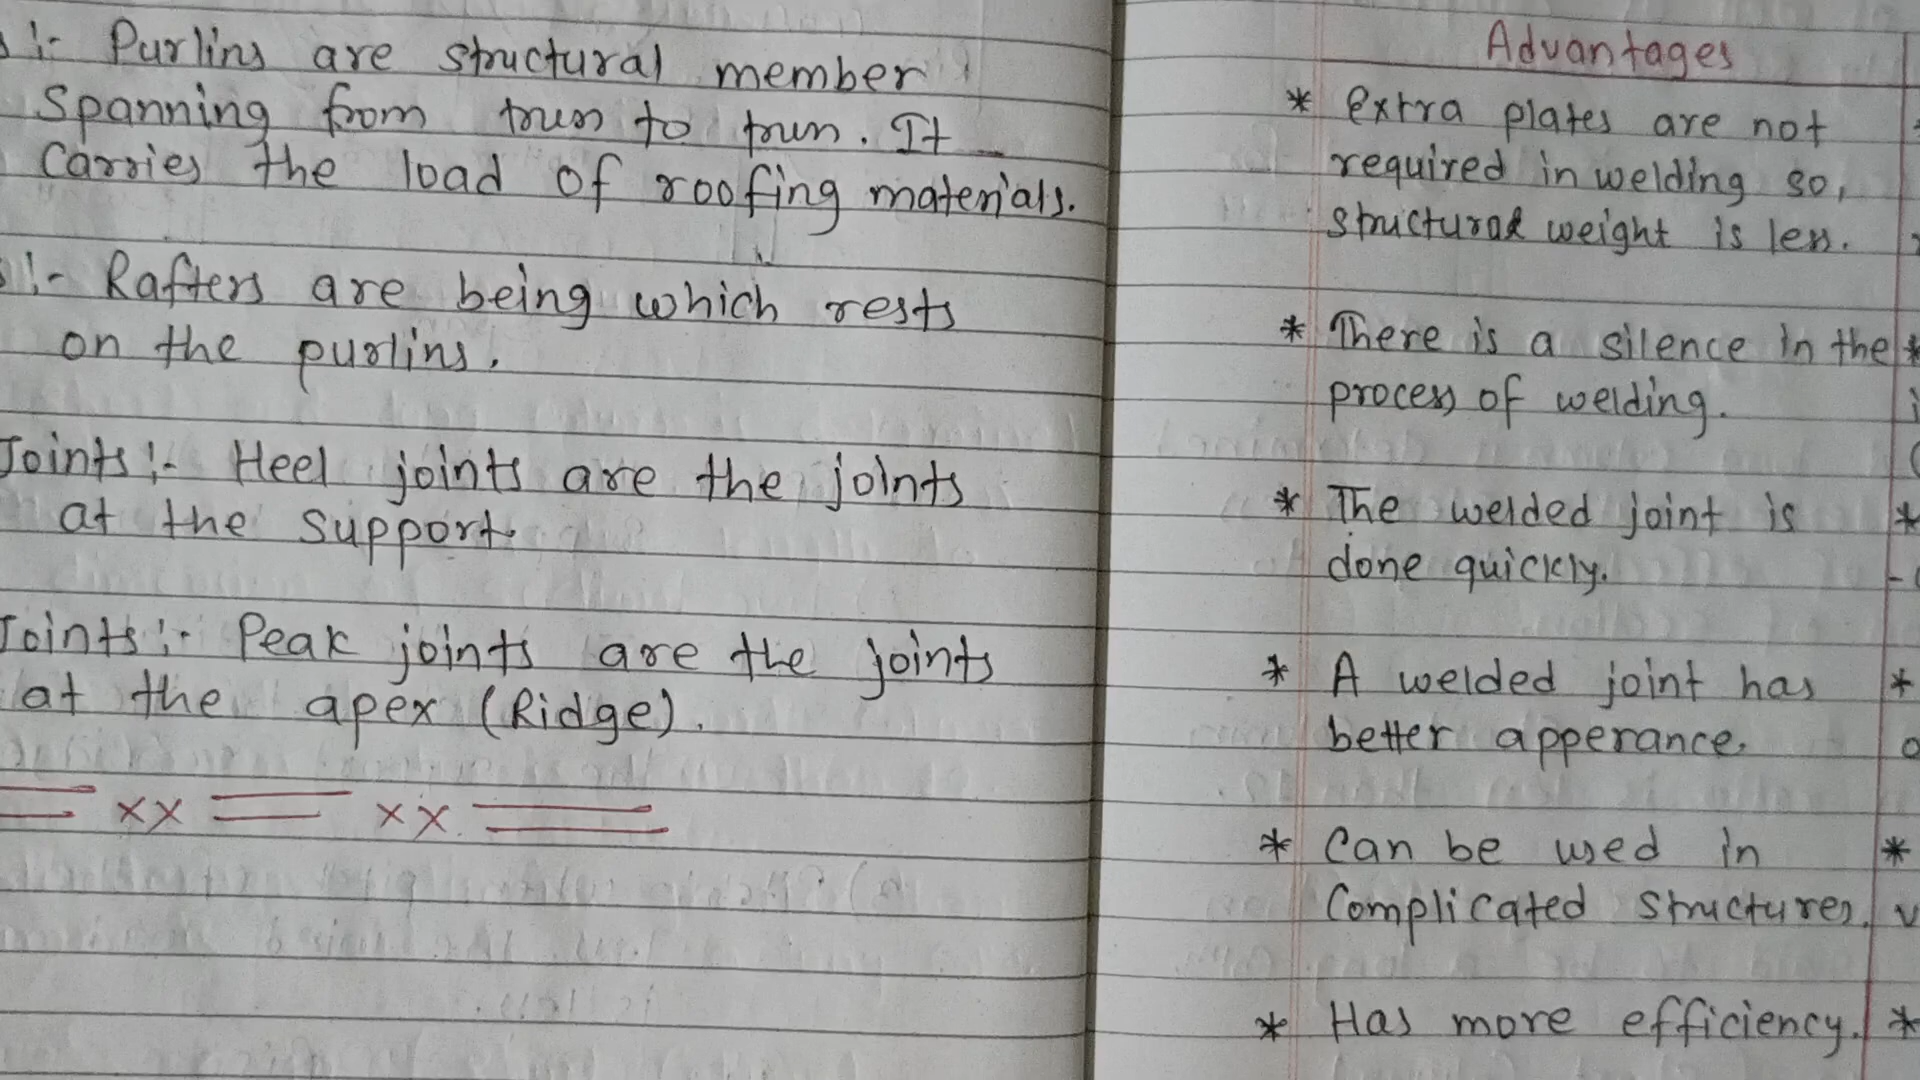 :- Purlins are structural member
Spanning from truss to truss. It
Carries the load of roofing materials.
:- Rafters are being which rests
on the purlins.
Joints:- Heel joints are the joints
at the support.
Joints:- Peak joints are the joints
at the apex (Ridge).
xx xx
Advantages
* extra plates are not
required in welding so,
structural weight is less.
* There is a silence in the
process of welding.
* The welded joint is
done quickly.
* A welded joint has
better apperance.
* Can be used in
Complicated structures.
* Has more efficiency.